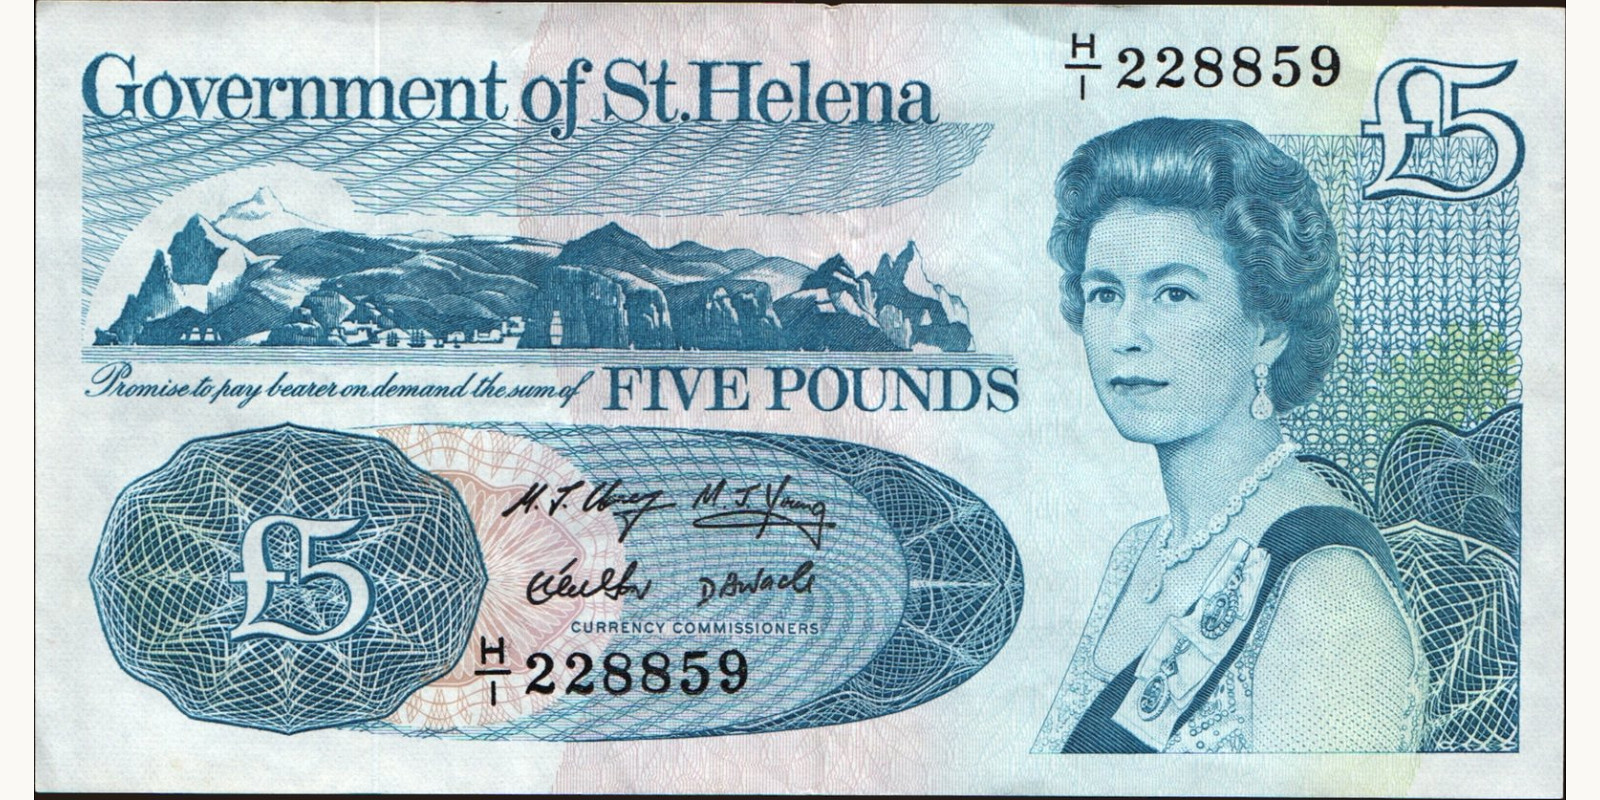 Government of St.Helena
H/I 228859
£5
Promise to pay bearer on demand the sum of FIVE POUNDS
M J Young
£5
CURRENCY COMMISSIONERS
H/I 228859